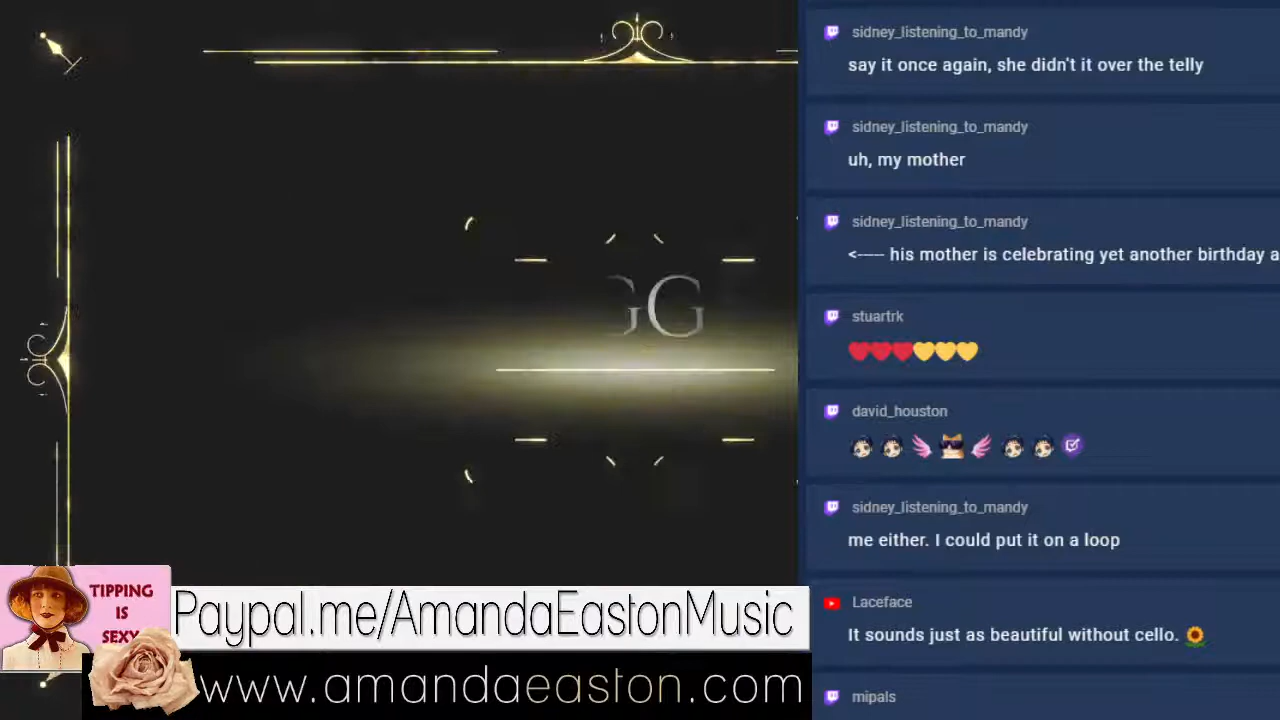 GG
TIPPING
IS
SEXY
Paypal.me/AmandaEastonMusic
www.amandaeaston.com
sidney_listening_to_mandy
say it once again, she didn't it over the telly
sidney_listening_to_mandy
uh, my mother
sidney_listening_to_mandy
<----- his mother is celebrating yet another birthday a
stuartrk
❤️❤️❤️💛💛💛
david_houston
sidney_listening_to_mandy
me either. I could put it on a loop
Laceface
It sounds just as beautiful without cello. 🌻
mipals